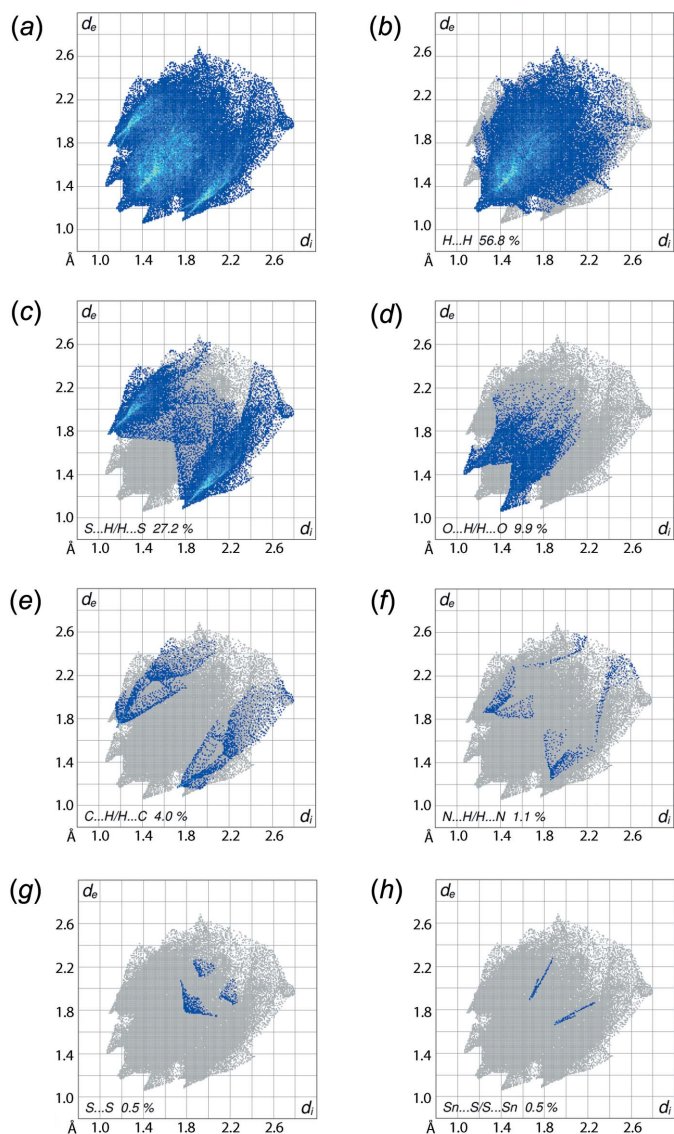 (a)
de
2.6
2.2
1.8
1.4
1.0
di
Å 1.0 1.4 1.8 2.2 2.6
(b)
de
2.6
2.2
1.8
1.4
1.0
H...H 56.8 % di
Å 1.0 1.4 1.8 2.2 2.6
(c)
de
2.6
2.2
1.8
1.4
1.0
S...H/H...S 27.2 % di
Å 1.0 1.4 1.8 2.2 2.6
(d)
de
2.6
2.2
1.8
1.4
1.0
O...H/H...O 9.9 % di
Å 1.0 1.4 1.8 2.2 2.6
(e)
de
2.6
2.2
1.8
1.4
1.0
C...H/H...C 4.0 % di
Å 1.0 1.4 1.8 2.2 2.6
(f)
de
2.6
2.2
1.8
1.4
1.0
N...H/H...N 1.1 % di
Å 1.0 1.4 1.8 2.2 2.6
(g)
de
2.6
2.2
1.8
1.4
1.0
S...S 0.5 % di
Å 1.0 1.4 1.8 2.2 2.6
(h)
de
2.6
2.2
1.8
1.4
1.0
Sn...S/S...Sn 0.5 % di
Å 1.0 1.4 1.8 2.2 2.6